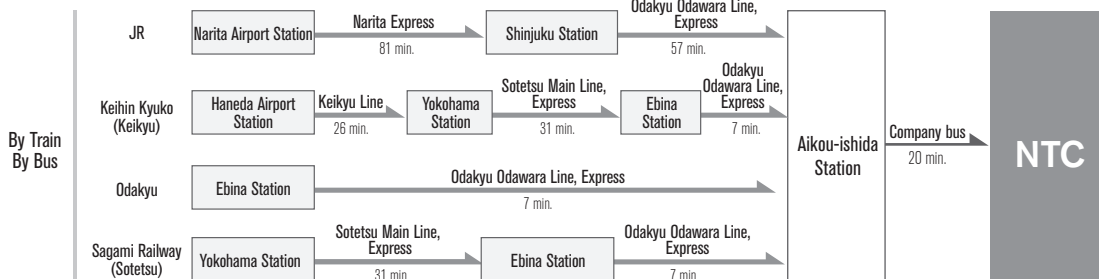 By Train
By Bus
JR
Narita Airport Station
Narita Express
81 min.
Shinjuku Station
Odakyu Odawara Line,
Express
57 min.
Keihin Kyuko
(Keikyu)
Haneda Airport
Station
Keikyu Line
26 min.
Yokohama
Station
Sotetsu Main Line,
Express
31 min.
Ebina
Station
Odakyu
Odawara Line,
Express
7 min.
Odakyu
Ebina Station
Odakyu Odawara Line, Express
7 min.
Sagami Railway
(Sotetsu)
Yokohama Station
Sotetsu Main Line,
Express
31 min.
Ebina Station
Odakyu Odawara Line,
Express
7 min.
Aikou-ishida
Station
Company bus
20 min.
NTC